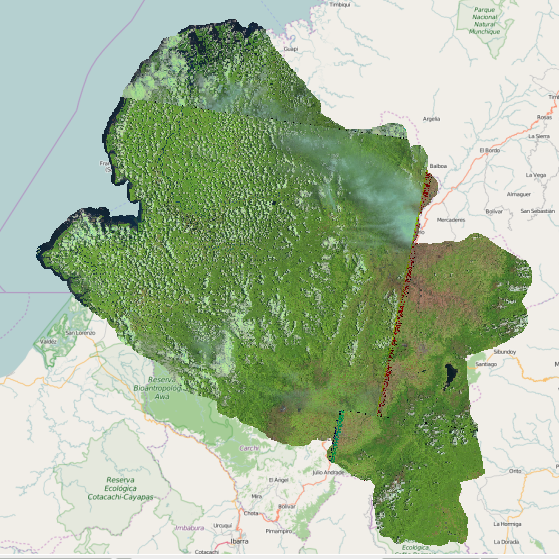 Timbiquí
Parque
Nacional
Natural
Munchique
Guapi
Argelia
Rosas
La Sierra
El Bordo
Balboa
La Vega
Almaguer
Mercaderes
Bolívar
San Sebastian
San Lorenzo
Valdez
Sibundoy
Santiago
Reserva
Bioantropológica
Awá
Carchi
Julio Andrade
El Ángel
Mira
Bolívar
Chota
Pimampiro
Urcuquí
Imbabura
Ibarra
Cotacachi
Reserva
Ecológica
Cotacachi-Cayapas
Orito
La Hormiga
La Dorada
Ecológica